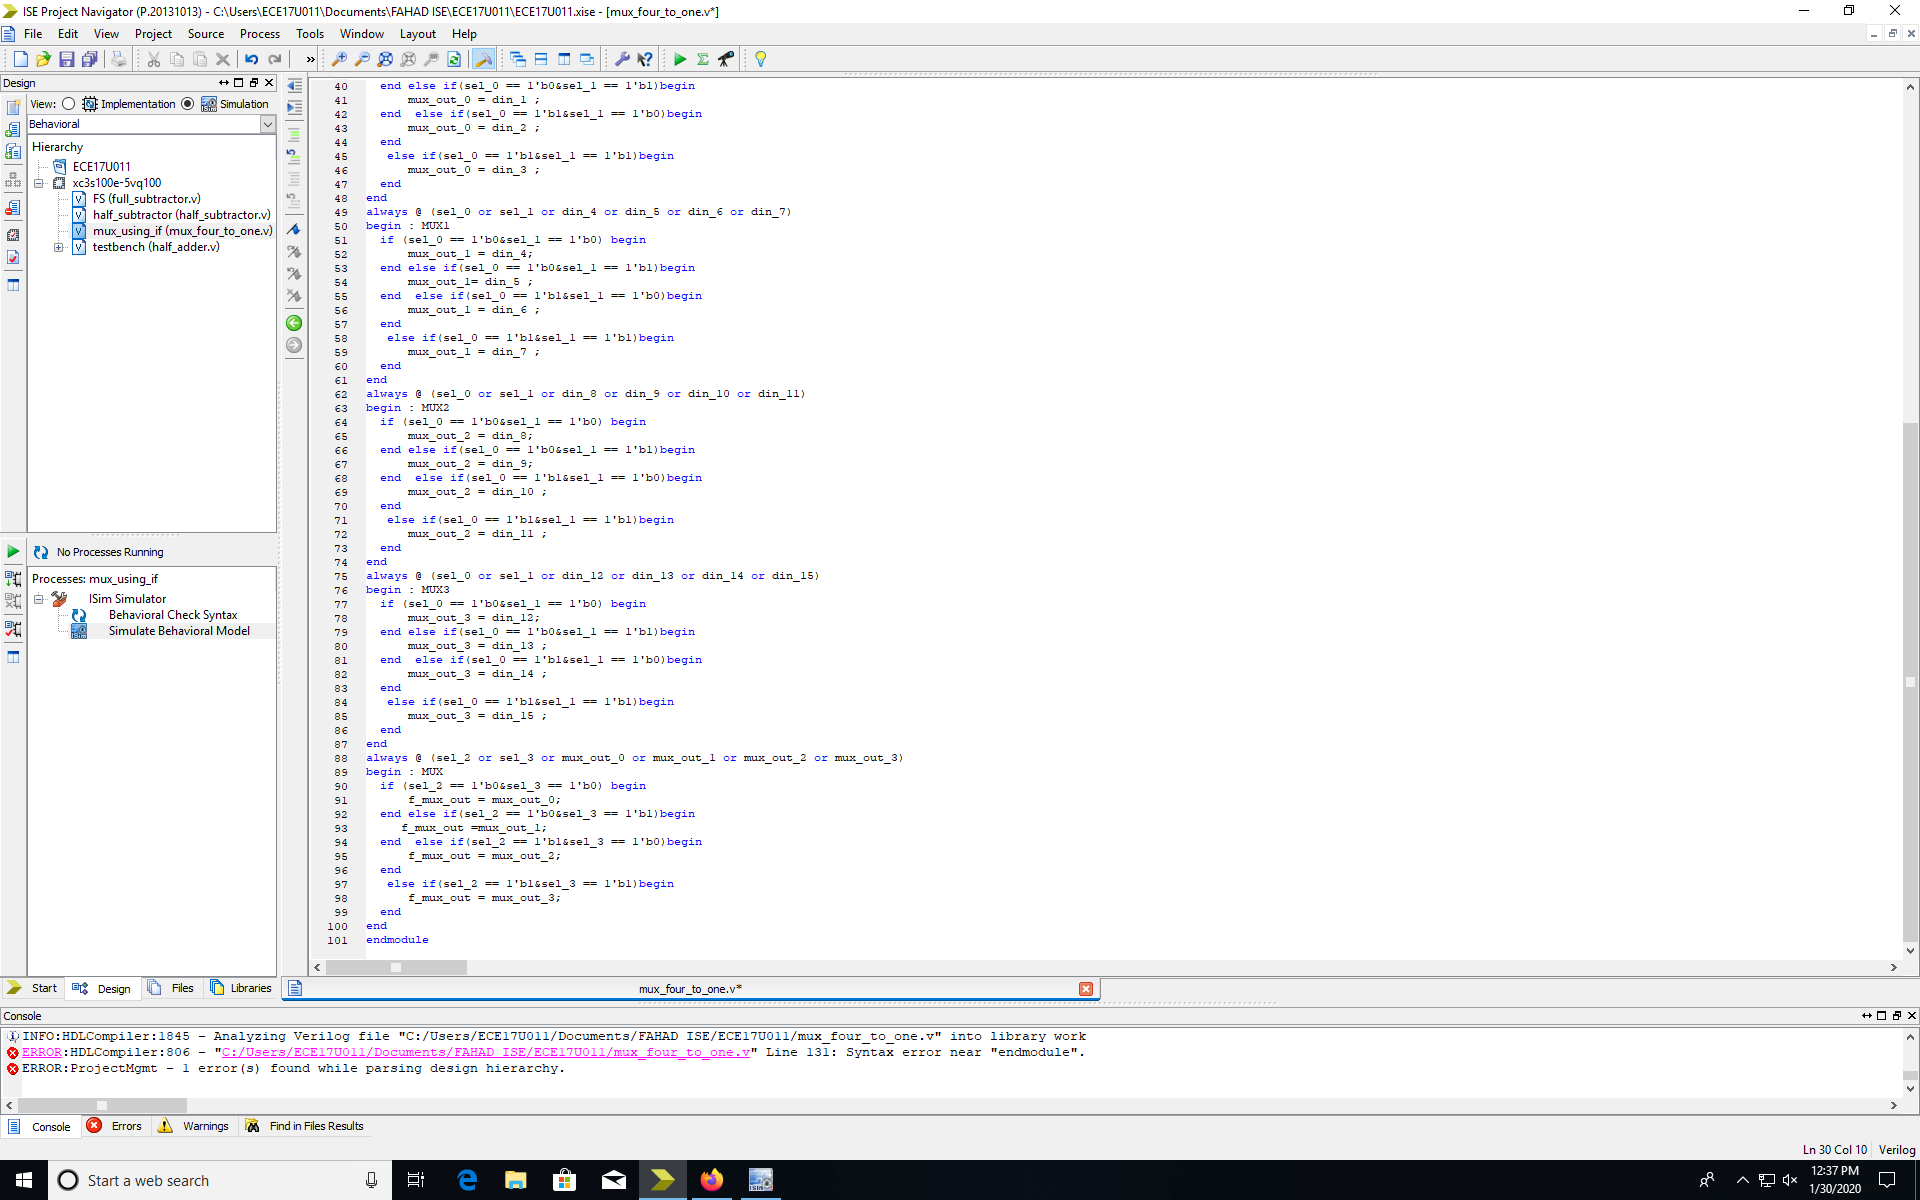 ISE Project Navigator (P.20131013) - C:\Users\ECE17U011\Documents\FAHAD ISE\ECE17U011\ECE17U011.xise - [mux_four_to_one.v*]
File Edit View Project Source Process Tools Window Layout Help
Design
View: Implementation Simulation
Behavioral
Hierarchy
ECE17U011
xc3s100e-5vq100
FS (full_subtractor.v)
half_subtractor (half_subtractor.v)
mux_using_if (mux_four_to_one.v)
testbench (half_adder.v)
No Processes Running
Processes: mux_using_if
ISim Simulator
Behavioral Check Syntax
Simulate Behavioral Model
Start Design Files Libraries
40 end else if(sel_0 == 1'b0&sel_1 == 1'b1)begin
41 mux_out_0 = din_1 ;
42 end  else if(sel_0 == 1'b1&sel_1 == 1'b0)begin
43 mux_out_0 = din_2 ;
44 end
45 else if(sel_0 == 1'b1&sel_1 == 1'b1)begin
46 mux_out_0 = din_3 ;
47 end
48 end
49 always @ (sel_0 or sel_1 or din_4 or din_5 or din_6 or din_7)
50 begin : MUX1
51 if (sel_0 == 1'b0&sel_1 == 1'b0) begin
52 mux_out_1 = din_4;
53 end else if(sel_0 == 1'b0&sel_1 == 1'b1)begin
54 mux_out_1= din_5 ;
55 end  else if(sel_0 == 1'b1&sel_1 == 1'b0)begin
56 mux_out_1 = din_6 ;
57 end
58 else if(sel_0 == 1'b1&sel_1 == 1'b1)begin
59 mux_out_1 = din_7 ;
60 end
61 end
62 always @ (sel_0 or sel_1 or din_8 or din_9 or din_10 or din_11)
63 begin : MUX2
64 if (sel_0 == 1'b0&sel_1 == 1'b0) begin
65 mux_out_2 = din_8;
66 end else if(sel_0 == 1'b0&sel_1 == 1'b1)begin
67 mux_out_2 = din_9;
68 end  else if(sel_0 == 1'b1&sel_1 == 1'b0)begin
69 mux_out_2 = din_10 ;
70 end
71 else if(sel_0 == 1'b1&sel_1 == 1'b1)begin
72 mux_out_2 = din_11 ;
73 end
74 end
75 always @ (sel_0 or sel_1 or din_12 or din_13 or din_14 or din_15)
76 begin : MUX3
77 if (sel_0 == 1'b0&sel_1 == 1'b0) begin
78 mux_out_3 = din_12;
79 end else if(sel_0 == 1'b0&sel_1 == 1'b1)begin
80 mux_out_3 = din_13 ;
81 end  else if(sel_0 == 1'b1&sel_1 == 1'b0)begin
82 mux_out_3 = din_14 ;
83 end
84 else if(sel_0 == 1'b1&sel_1 == 1'b1)begin
85 mux_out_3 = din_15 ;
86 end
87 end
88 always @ (sel_2 or sel_3 or mux_out_0 or mux_out_1 or mux_out_2 or mux_out_3)
89 begin : MUX
90 if (sel_2 == 1'b0&sel_3 == 1'b0) begin
91 f_mux_out = mux_out_0;
92 end else if(sel_2 == 1'b0&sel_3 == 1'b1)begin
93 f_mux_out =mux_out_1;
94 end  else if(sel_2 == 1'b1&sel_3 == 1'b0)begin
95 f_mux_out = mux_out_2;
96 end
97 else if(sel_2 == 1'b1&sel_3 == 1'b1)begin
98 f_mux_out = mux_out_3;
99 end
100 end
101 endmodule
mux_four_to_one.v*
Console
INFO:HDLCompiler:1845 - Analyzing Verilog file "C:/Users/ECE17U011/Documents/FAHAD ISE/ECE17U011/mux_four_to_one.v" into library work
ERROR:HDLCompiler:806 - "C:/Users/ECE17U011/Documents/FAHAD ISE/ECE17U011/mux_four_to_one.v" Line 131: Syntax error near "endmodule".
ERROR:ProjectMgmt - 1 error(s) found while parsing design hierarchy.
Console Errors Warnings Find in Files Results
Ln 30 Col 10 Verilog
Start a web search
12:37 PM
1/30/2020